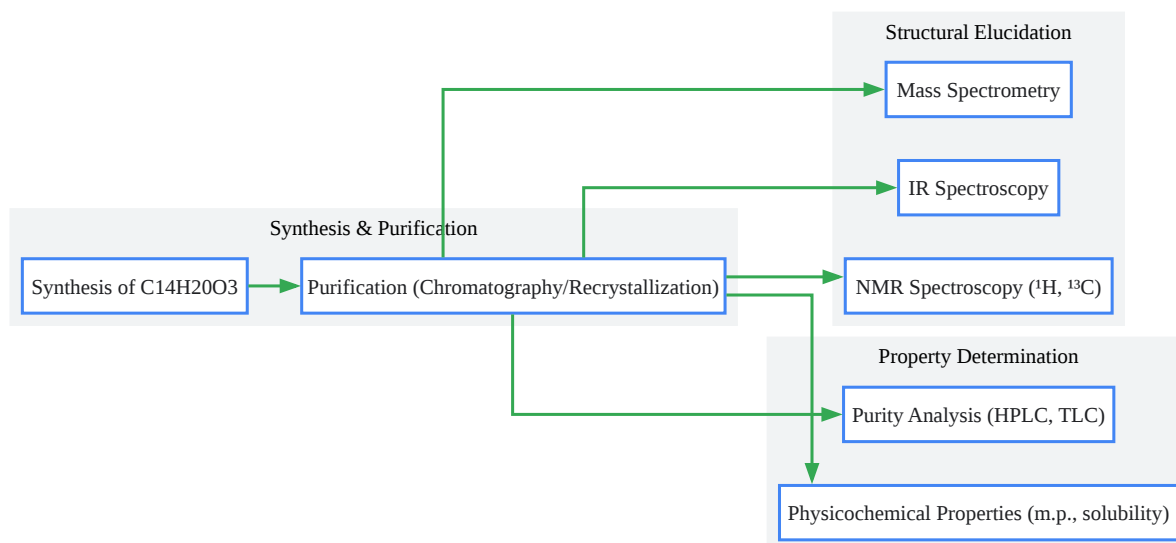 Structural Elucidation
Mass Spectrometry
IR Spectroscopy
Synthesis & Purification
Synthesis of C14H20O3
Purification (Chromatography/Recrystallization)
NMR Spectroscopy (¹H, ¹³C)
Property Determination
Purity Analysis (HPLC, TLC)
Physicochemical Properties (m.p., solubility)